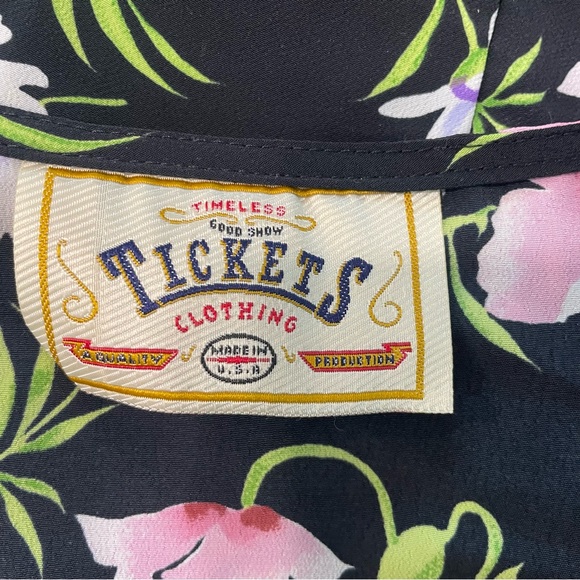 TIMELESS
GOOD SHOW
TICKETS
CLOTHING
A QUALITY
MADE IN
U.S.A
PRODUCTION